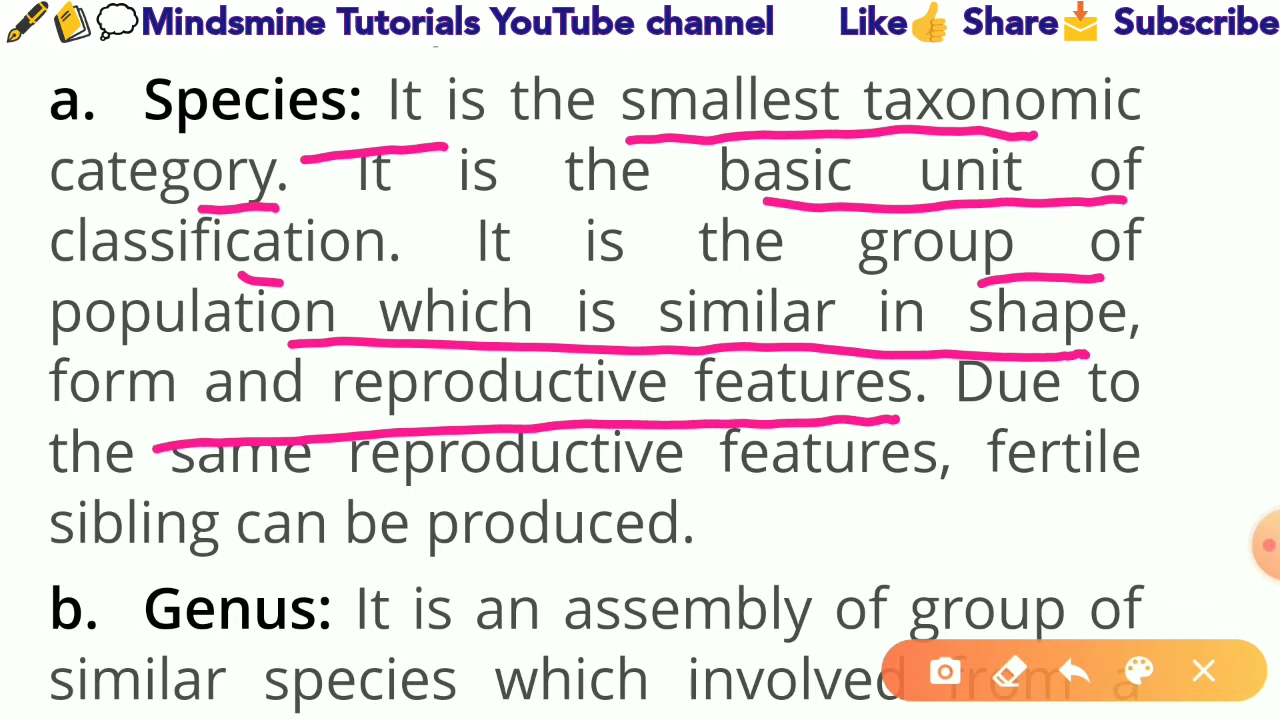 Mindsmine Tutorials YouTube channel Like Share Subscribe
a. Species: It is the smallest taxonomic
category. It is the basic unit of
classification. It is the group of
population which is similar in shape,
form and reproductive features. Due to
the same reproductive features, fertile
sibling can be produced.
b. Genus: It is an assembly of group of
similar species which involved from a